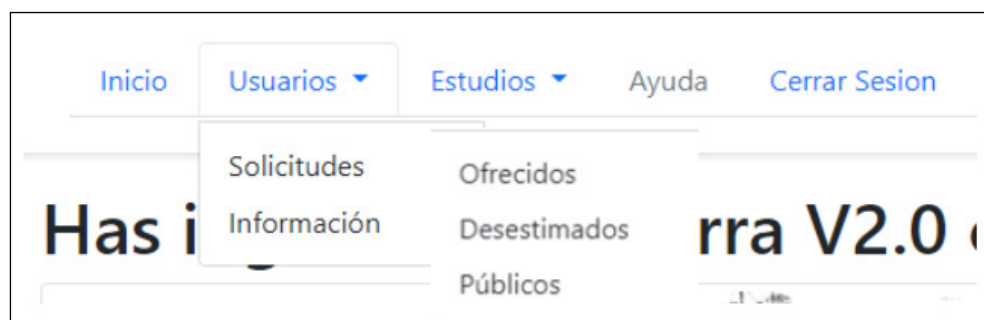 Inicio Usuarios Estudios Ayuda Cerrar Sesion
Solicitudes
Información
Ofrecidos
Desestimados
Públicos
Has i rra V2.0